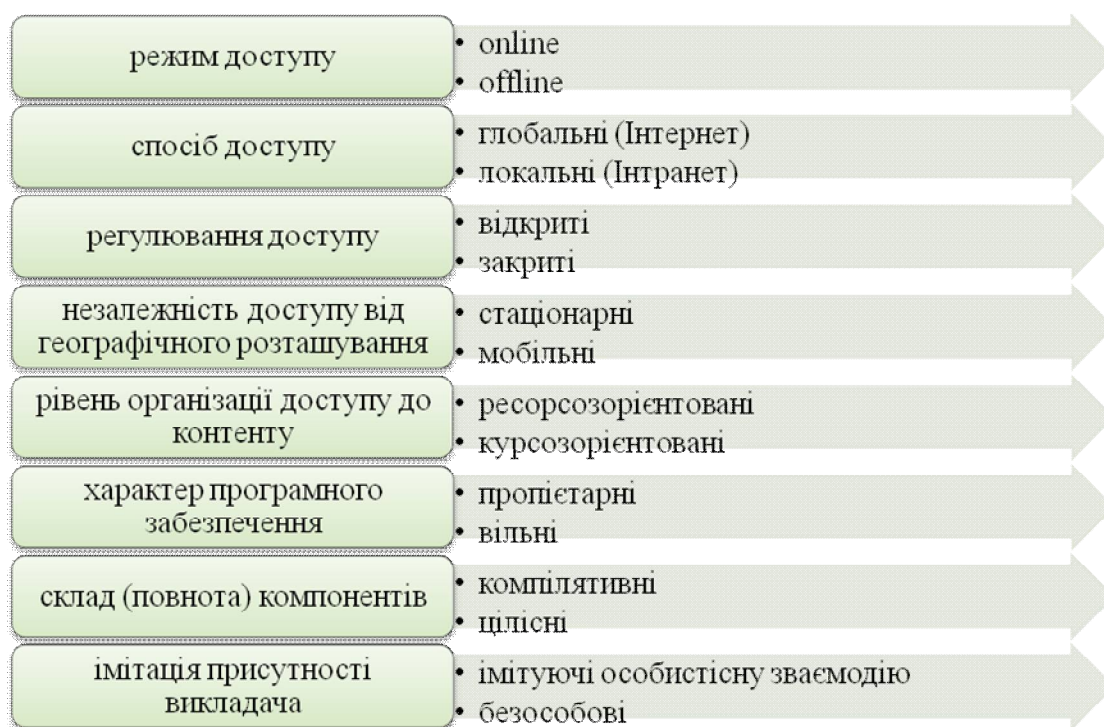 режим доступу
• online
• offline
спосіб доступу
• глобальні (Інтернет)
• локальні (Інтранет)
регулювання доступу
• відкриті
• закриті
незалежність доступу від
географічного розташування
• стаціонарні
• мобільні
рівень організації доступу до
контенту
• ресорсозорієнтовані
• курсозорієнтовані
характер програмного
забезпечення
• пропієтарні
• вільні
склад (повнота) компонентів
• компілятивні
• цілісні
імітація присутності
викладача
• імітуючі особистісну зваємодію
• безособові